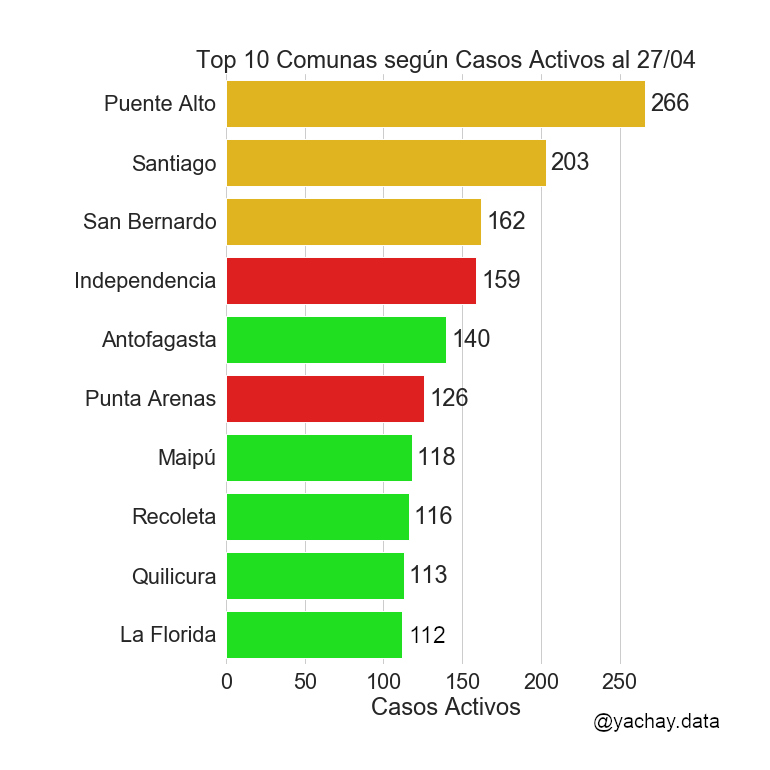 Top 10 Comunas según Casos Activos al 27/04
Puente Alto 266
Santiago 203
San Bernardo 162
Independencia 159
Antofagasta 140
Punta Arenas 126
Maipú 118
Recoleta 116
Quilicura 113
La Florida 112
0 50 100 150 200 250
Casos Activos
@yachay.data